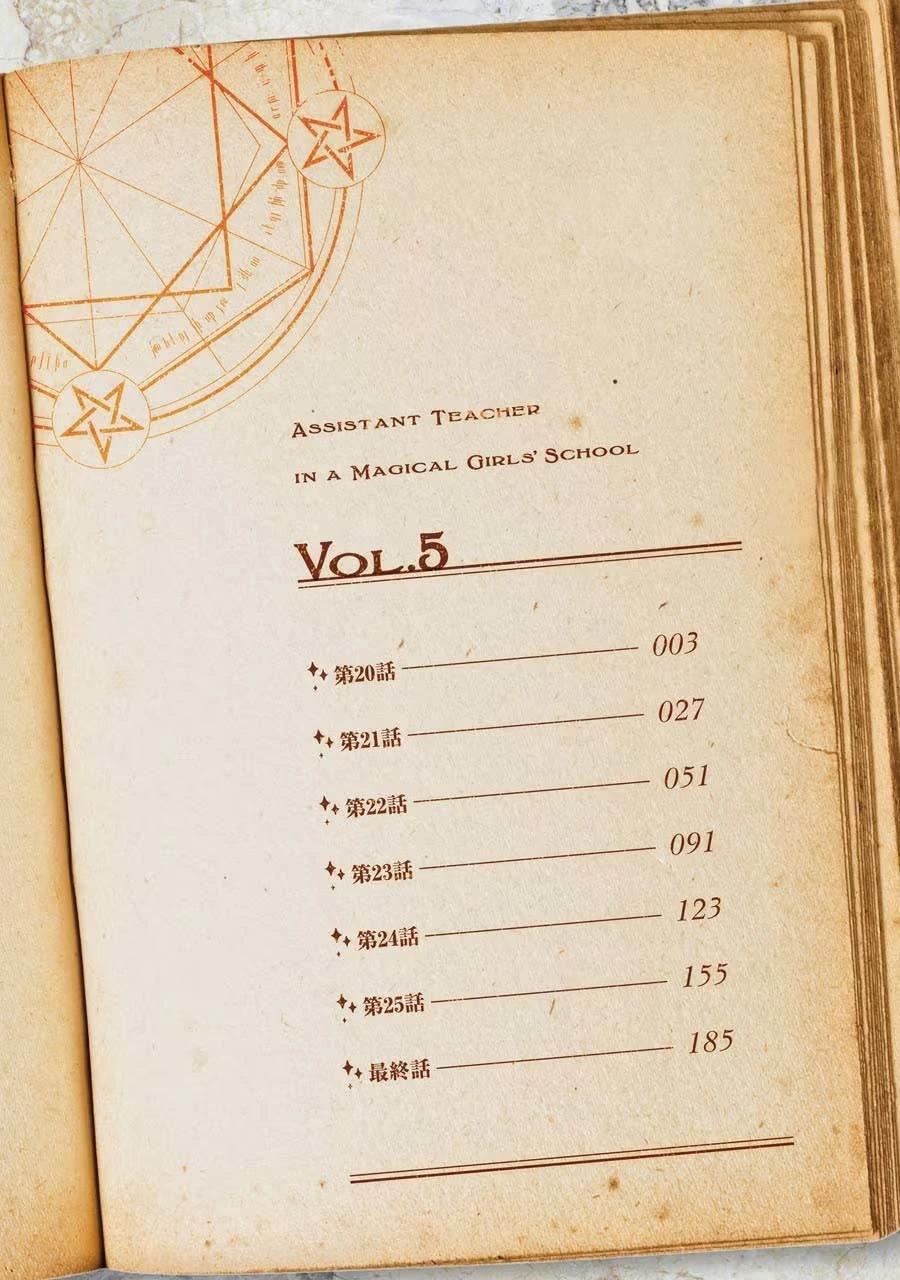 ASSISTANT TEACHER
IN A MAGICAL GIRLS' SCHOOL
VOL.5
第20話 003
第21話 027
第22話 051
第23話 091
第24話 123
第25話 155
最終話 185